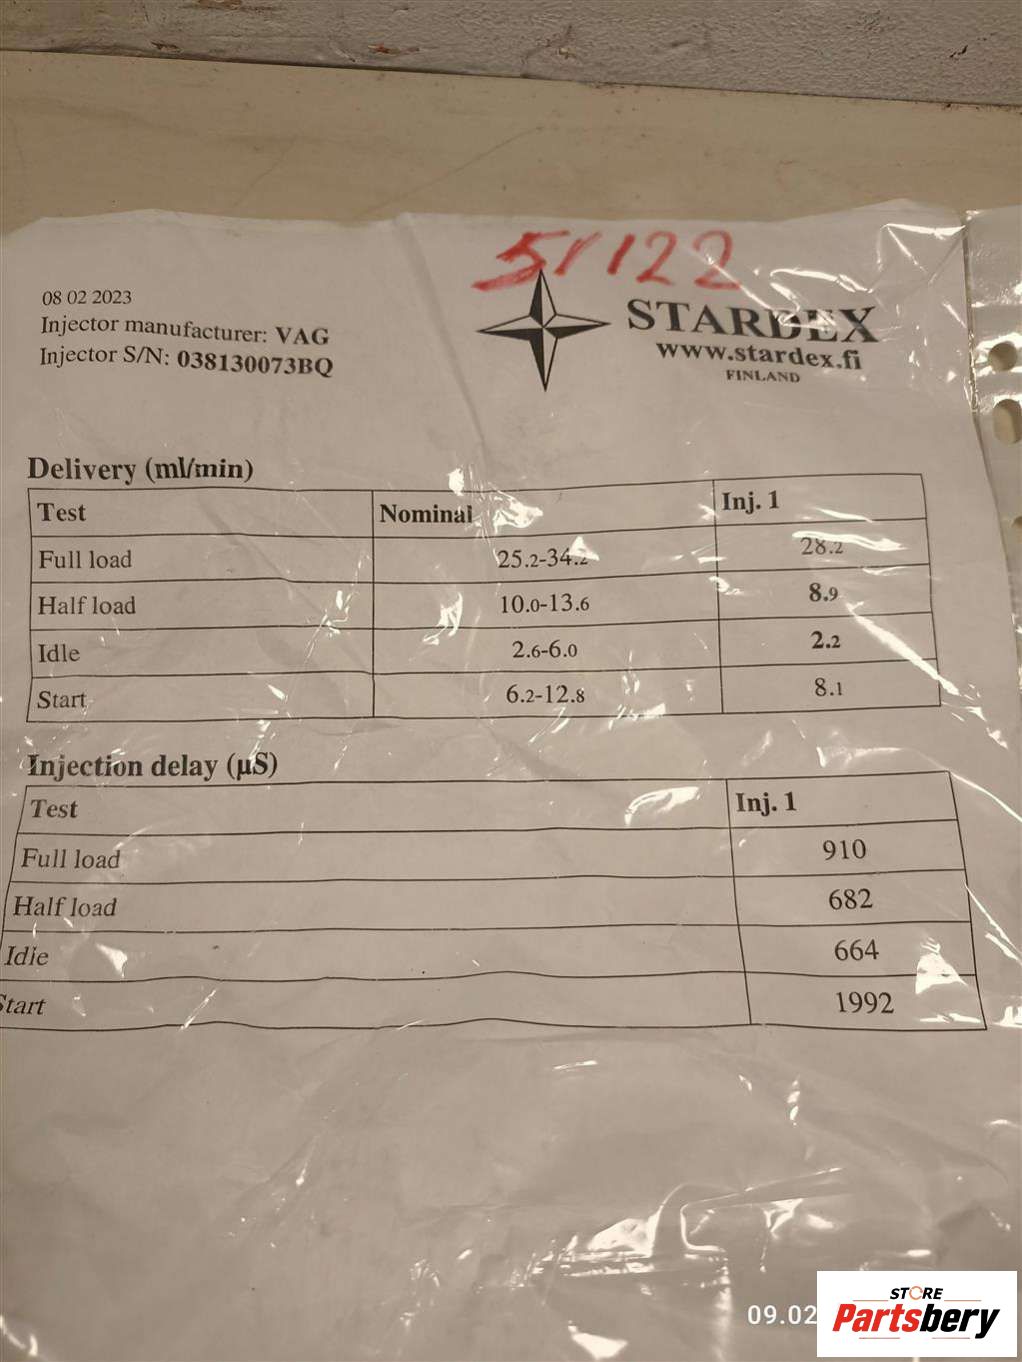 51122
08 02 2023
Injector manufacturer: VAG
Injector S/N: 038130073BQ
STARDEX
www.stardex.fi
FINLAND
Delivery (ml/min)
Test Nominal Inj. 1
Full load 25.2-34.2 28.2
Half load 10.0-13.6 8.9
Idle 2.6-6.0 2.2
Start 6.2-12.8 8.1
Injection delay (µS)
Test Inj. 1
Full load 910
Half load 682
Idle 664
Start 1992
09.02
STORE
Partsbery